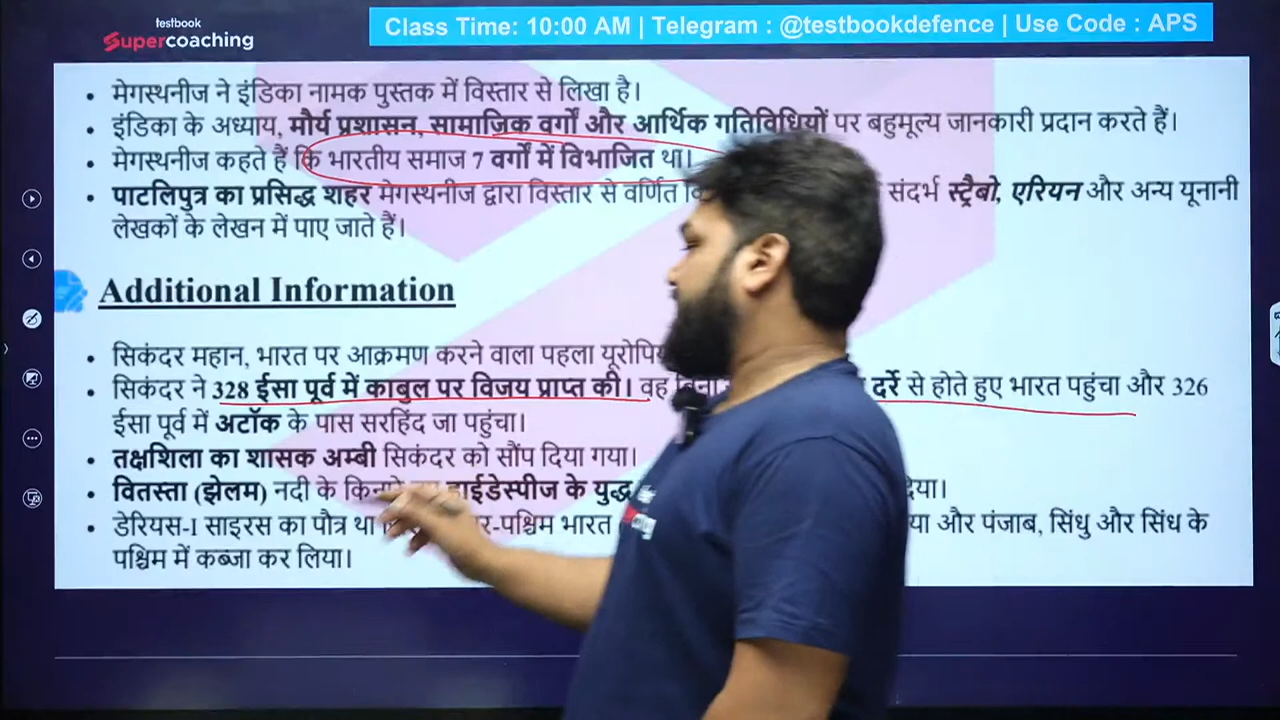 testbook
Supercoaching
Class Time: 10:00 AM | Telegram : @testbookdefence | Use Code : APS
• मेगस्थनीज ने इंडिका नामक पुस्तक में विस्तार से लिखा है।
• इंडिका के अध्याय, मौर्य प्रशासन, सामाजिक वर्गों और आर्थिक गतिविधियों पर बहुमूल्य जानकारी प्रदान करते हैं।
• मेगस्थनीज कहते हैं कि भारतीय समाज 7 वर्गों में विभाजित था।
• पाटलिपुत्र का प्रसिद्ध शहर मेगस्थनीज द्वारा विस्तार से वर्णित संदर्भ स्ट्रैबो, एरियन और अन्य यूनानी
लेखकों के लेखन में पाए जाते हैं।
Additional Information
• सिकंदर महान, भारत पर आक्रमण करने वाला पहला
• सिकंदर ने 328 ईसा पूर्व में काबुल पर विजय प्राप्त की। वह दर्रे से होते हुए भारत पहुंचा और 326
ईसा पूर्व में अटॉक के पास सरहिंद जा पहुंचा।
• तक्षशिला का शासक अम्बी सिकंदर को सौंप दिया गया।
• वितस्ता (झेलम) नदी के हाईडेस्पीज के युद्ध
• डेरियस-I साइरस का पौत्र था भारत और पंजाब, सिंधु और सिंध के
पश्चिम में कब्जा कर लिया।